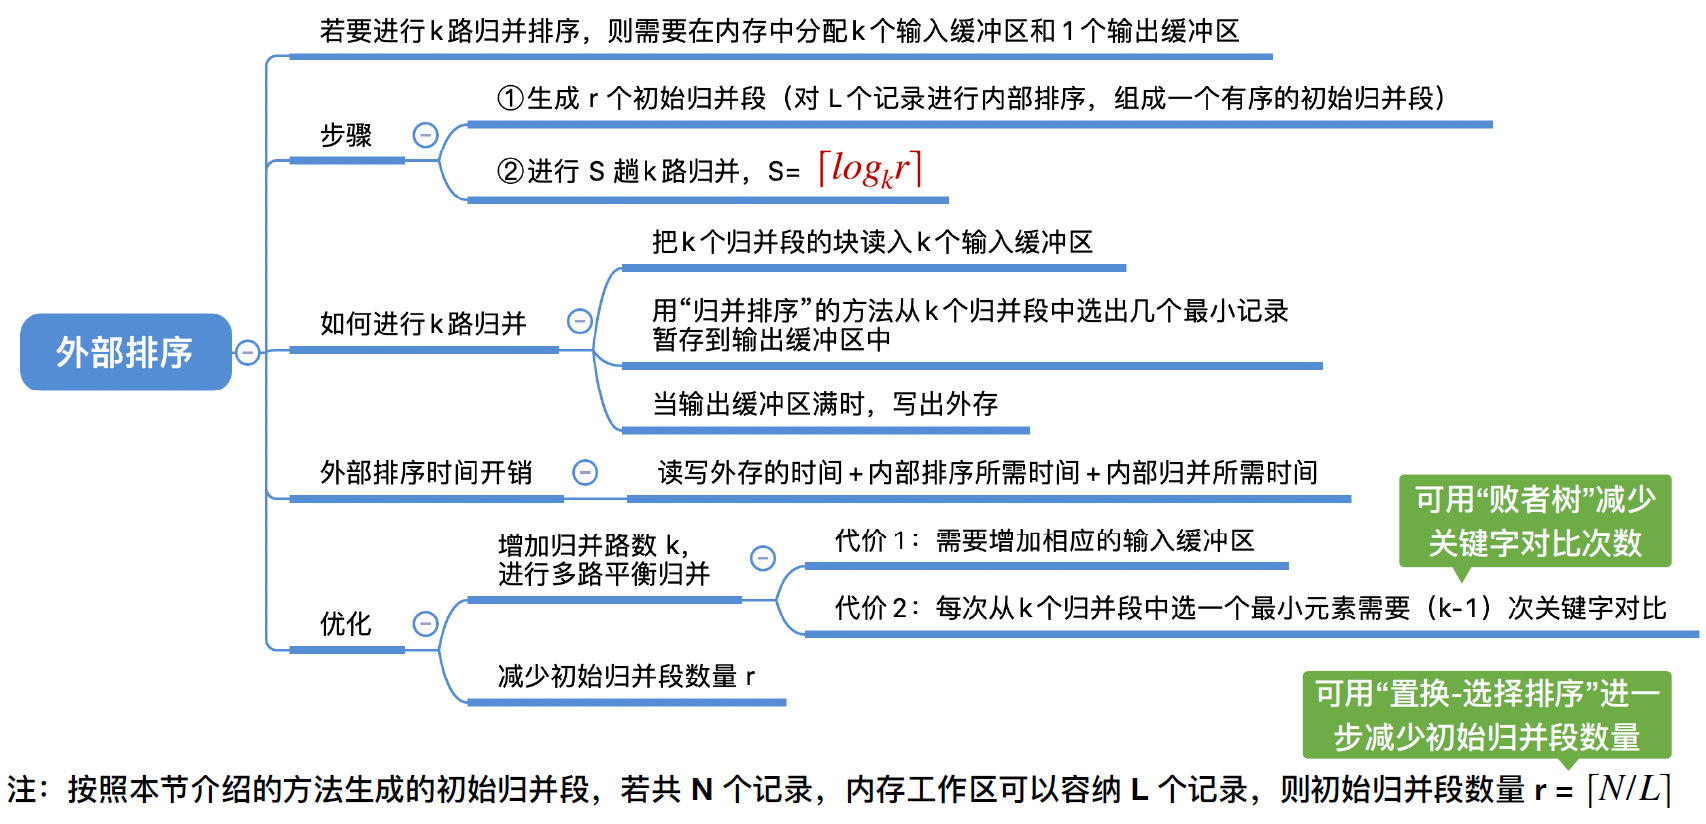 若要进行k路归并排序，则需要在内存中分配k个输入缓冲区和1个输出缓冲区
①生成 r 个初始归并段（对 L个记录进行内部排序，组成一个有序的初始归并段）
步骤
②进行 S 趟k路归并，S= ⌈log_k r⌉
把k个归并段的块读入k个输入缓冲区
如何进行k路归并
用“归并排序”的方法从k个归并段中选出几个最小记录
暂存到输出缓冲区中
外部排序
当输出缓冲区满时，写出外存
外部排序时间开销
读写外存的时间+内部排序所需时间+内部归并所需时间
可用“败者树”减少
关键字对比次数
增加归并路数 k，
进行多路平衡归并
代价 1：需要增加相应的输入缓冲区
代价 2：每次从k个归并段中选一个最小元素需要（k-1）次关键字对比
优化
减少初始归并段数量 r
可用“置换-选择排序”进一
步减少初始归并段数量
注：按照本节介绍的方法生成的初始归并段，若共 N 个记录，内存工作区可以容纳 L 个记录，则初始归并段数量 r = ⌈N/L⌉